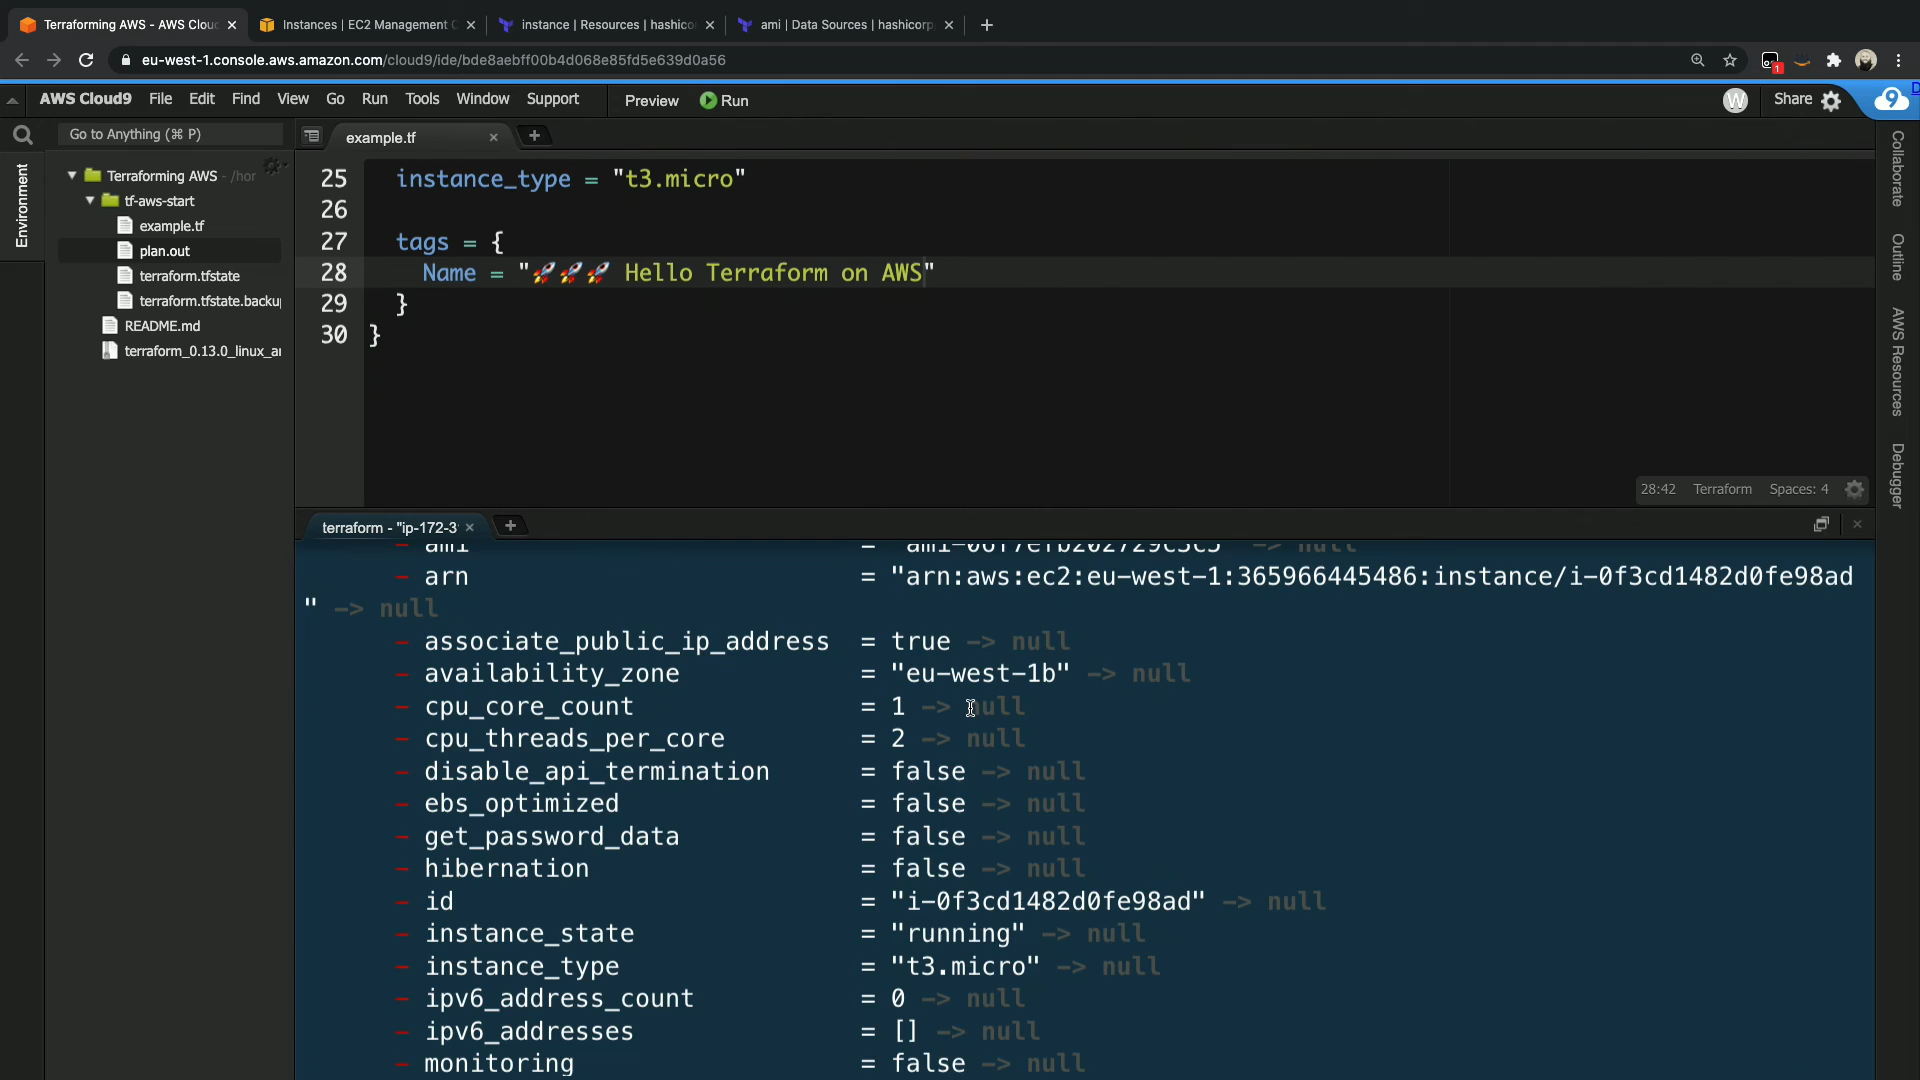 Terraforming AWS - AWS Clou
Instances | EC2 Management C
instance | Resources | hashico
ami | Data Sources | hashicorp
eu-west-1.console.aws.amazon.com/cloud9/ide/bde8aebff00b4d068e85fd5e639d0a56
1
AWS Cloud9 File Edit Find View Go Run Tools Window Support Preview Run
W Share 9
Go to Anything (⌘ P)
example.tf
Environment
Terraforming AWS - /hor
tf-aws-start
example.tf
plan.out
terraform.tfstate
terraform.tfstate.backu
README.md
terraform_0.13.0_linux_a
25 instance_type = "t3.micro"
26
27 tags = {
28 Name = "🚀🚀🚀 Hello Terraform on AWS"
29 }
30 }
28:42 Terraform Spaces: 4
Collaborate
Outline
AWS Resources
Debugger
terraform - "ip-172-3
- ami = "ami-06f7efb202729c3c5" -> null
- arn = "arn:aws:ec2:eu-west-1:365966445486:instance/i-0f3cd1482d0fe98ad
" -> null
- associate_public_ip_address = true -> null
- availability_zone = "eu-west-1b" -> null
- cpu_core_count = 1 -> null
- cpu_threads_per_core = 2 -> null
- disable_api_termination = false -> null
- ebs_optimized = false -> null
- get_password_data = false -> null
- hibernation = false -> null
- id = "i-0f3cd1482d0fe98ad" -> null
- instance_state = "running" -> null
- instance_type = "t3.micro" -> null
- ipv6_address_count = 0 -> null
- ipv6_addresses = [] -> null
- monitoring = false -> null